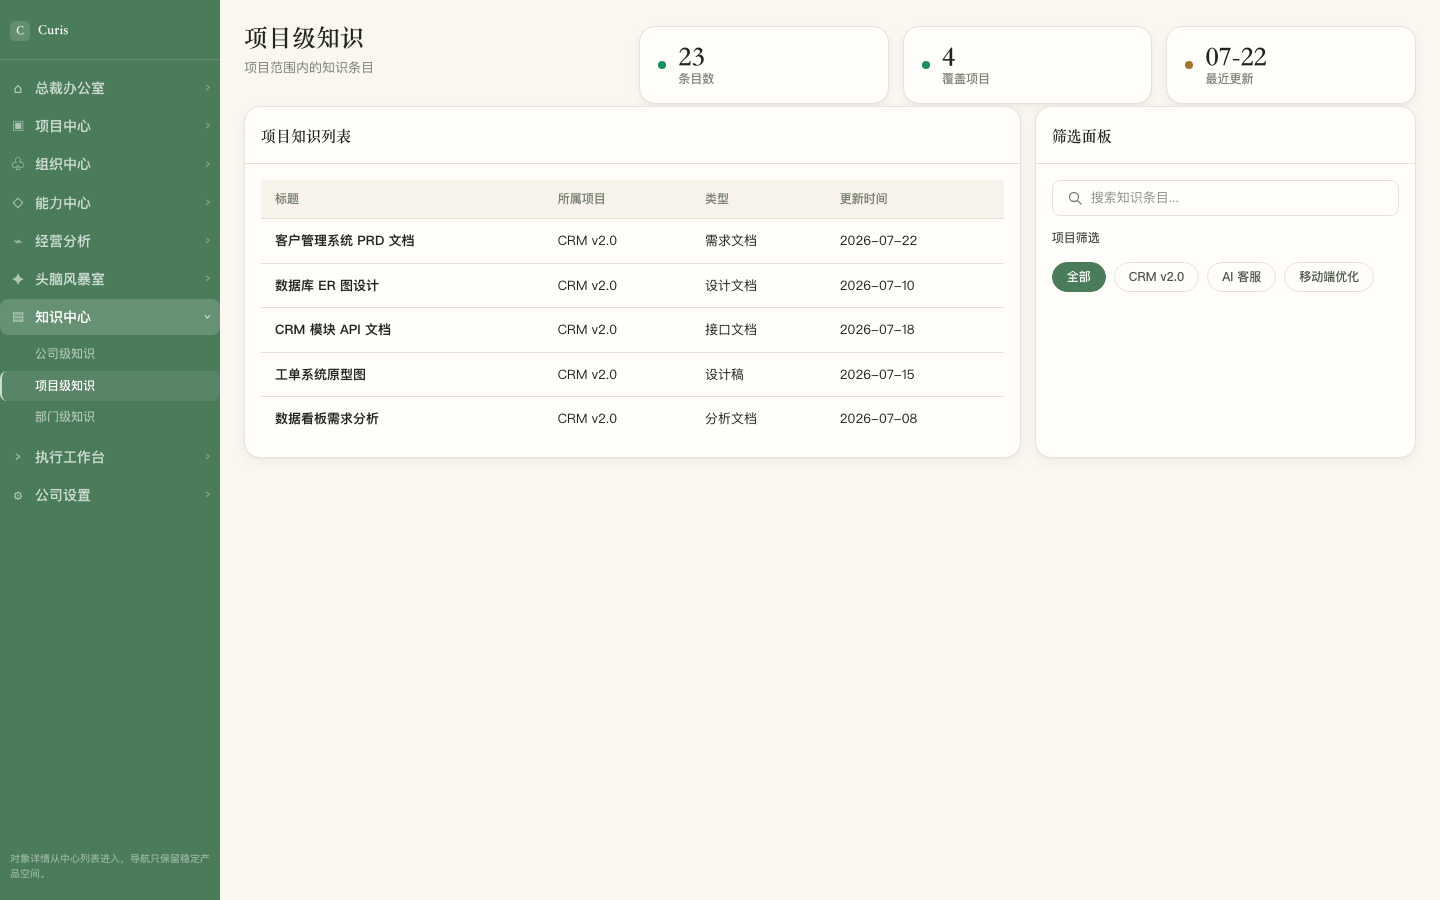 C Curis
总裁办公室
项目中心
组织中心
能力中心
经营分析
头脑风暴室
知识中心
公司级知识
项目级知识
部门级知识
执行工作台
公司设置
对象详情从中心列表进入，导航只保留稳定产
品空间。
项目级知识
项目范围内的知识条目
23
条目数
4
覆盖项目
07-22
最近更新
项目知识列表
标题 所属项目 类型 更新时间
客户管理系统 PRD 文档 CRM v2.0 需求文档 2026-07-22
数据库 ER 图设计 CRM v2.0 设计文档 2026-07-10
CRM 模块 API 文档 CRM v2.0 接口文档 2026-07-18
工单系统原型图 CRM v2.0 设计稿 2026-07-15
数据看板需求分析 CRM v2.0 分析文档 2026-07-08
筛选面板
搜索知识条目...
项目筛选
全部 CRM v2.0 AI 客服 移动端优化